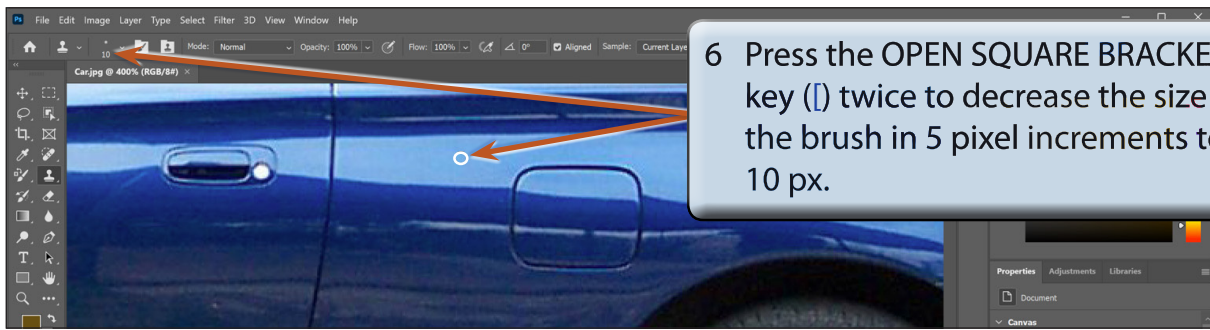 Ps File Edit Image Layer Type Select Filter 3D View Window Help
10 Mode: Normal Opacity: 100% Flow: 100% 0° Aligned Sample: Current Laye
Car.jpg @ 400% (RGB/8#) ×
6 Press the OPEN SQUARE BRACKE
key ([) twice to decrease the size
the brush in 5 pixel increments to
10 px.
Properties Adjustments Libraries
Document
Canvas